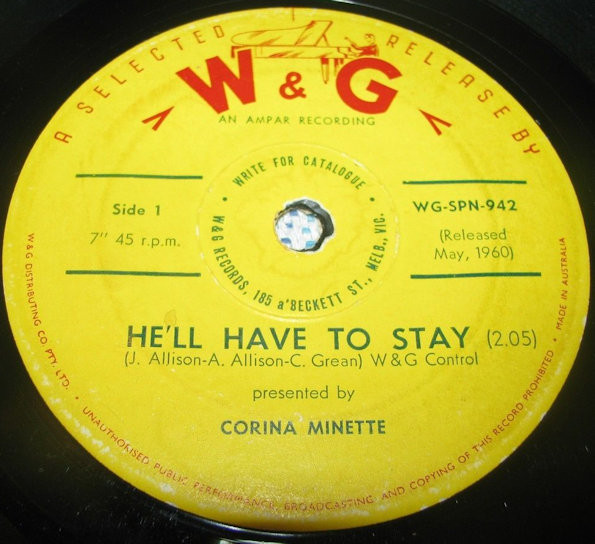 A SELECTED RELEASE BY
W & G
AN AMPAR RECORDING
• WRITE FOR CATALOGUE •
W&G RECORDS, 185 a'BECKETT ST., MELB., VIC.
Side 1
7" 45 r.p.m.
WG-SPN-942
(Released
May, 1960)
HE'LL HAVE TO STAY (2.05)
(J. Allison-A. Allison-C. Grean) W&G Control
presented by
CORINA MINETTE
W&G DISTRIBUTING CO. PTY. LTD. • UNAUTHORISED PUBLIC PERFORMANCE, BROADCASTING AND COPYING OF THIS RECORD PROHIBITED • MADE IN AUSTRALIA